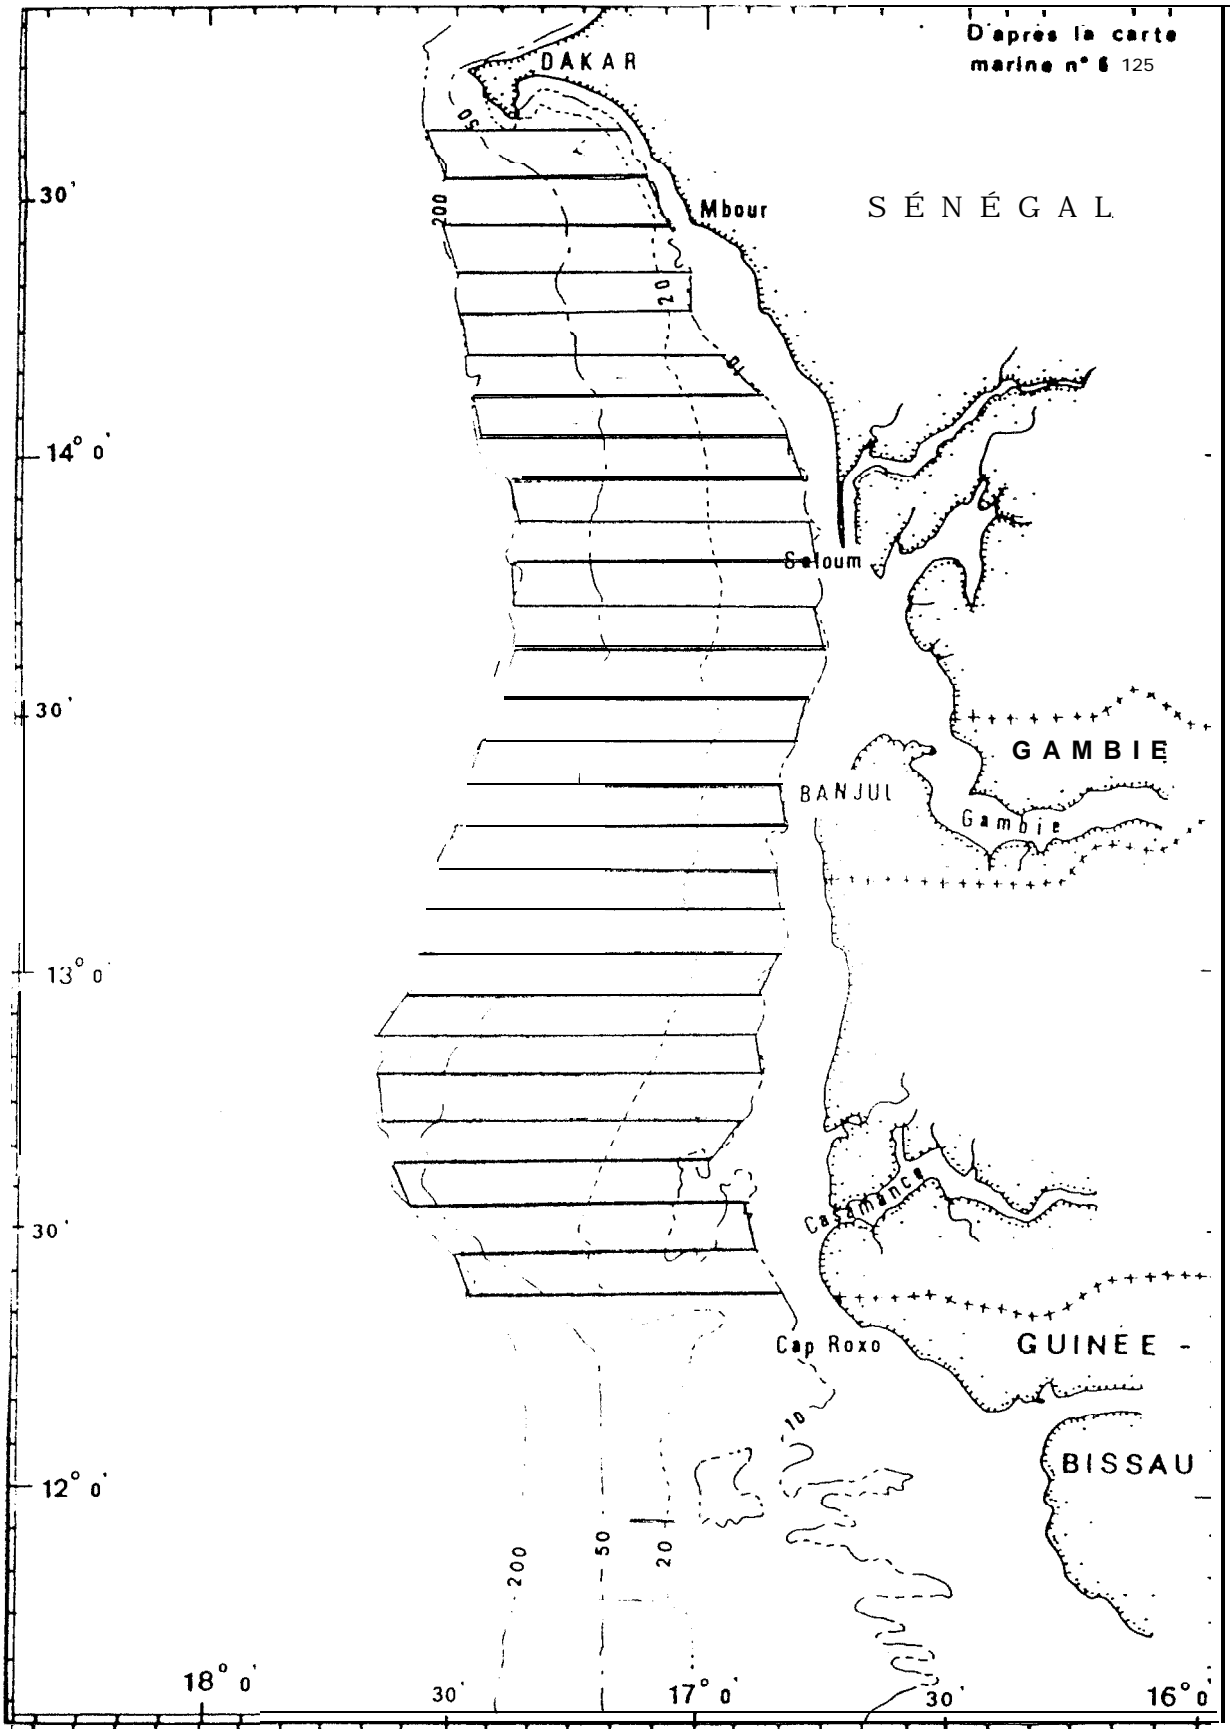 D'après la carte
marine n° 6 125
DAKAR
50
30'
200
Mbour
SÉNÉGAL
20
10
14° 0'
Saloum
30'
GAMBIE
BANJUL
Gambie
13° 0'
Casamance
30'
Cap Roxo
GUINEE -
10
BISSAU
12° 0'
200
50
20
18° 0'
30'
17° 0'
30'
16° 0'